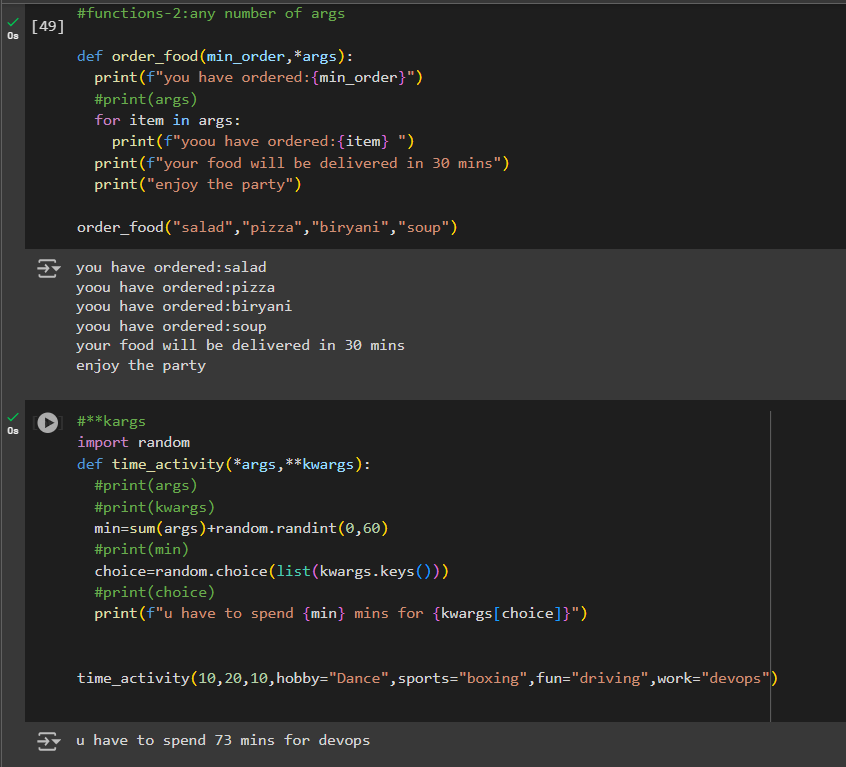 #functions-2:any number of args
[49]
0s
def order_food(min_order,*args):
  print(f"you have ordered:{min_order}")
  #print(args)
  for item in args:
    print(f"yoou have ordered:{item} ")
  print(f"your food will be delivered in 30 mins")
  print("enjoy the party")
order_food("salad","pizza","biryani","soup")
you have ordered:salad
yoou have ordered:pizza
yoou have ordered:biryani
yoou have ordered:soup
your food will be delivered in 30 mins
enjoy the party
0s
#**kargs
import random
def time_activity(*args,**kwargs):
  #print(args)
  #print(kwargs)
  min=sum(args)+random.randint(0,60)
  #print(min)
  choice=random.choice(list(kwargs.keys()))
  #print(choice)
  print(f"u have to spend {min} mins for {kwargs[choice]}")
time_activity(10,20,10,hobby="Dance",sports="boxing",fun="driving",work="devops")
u have to spend 73 mins for devops